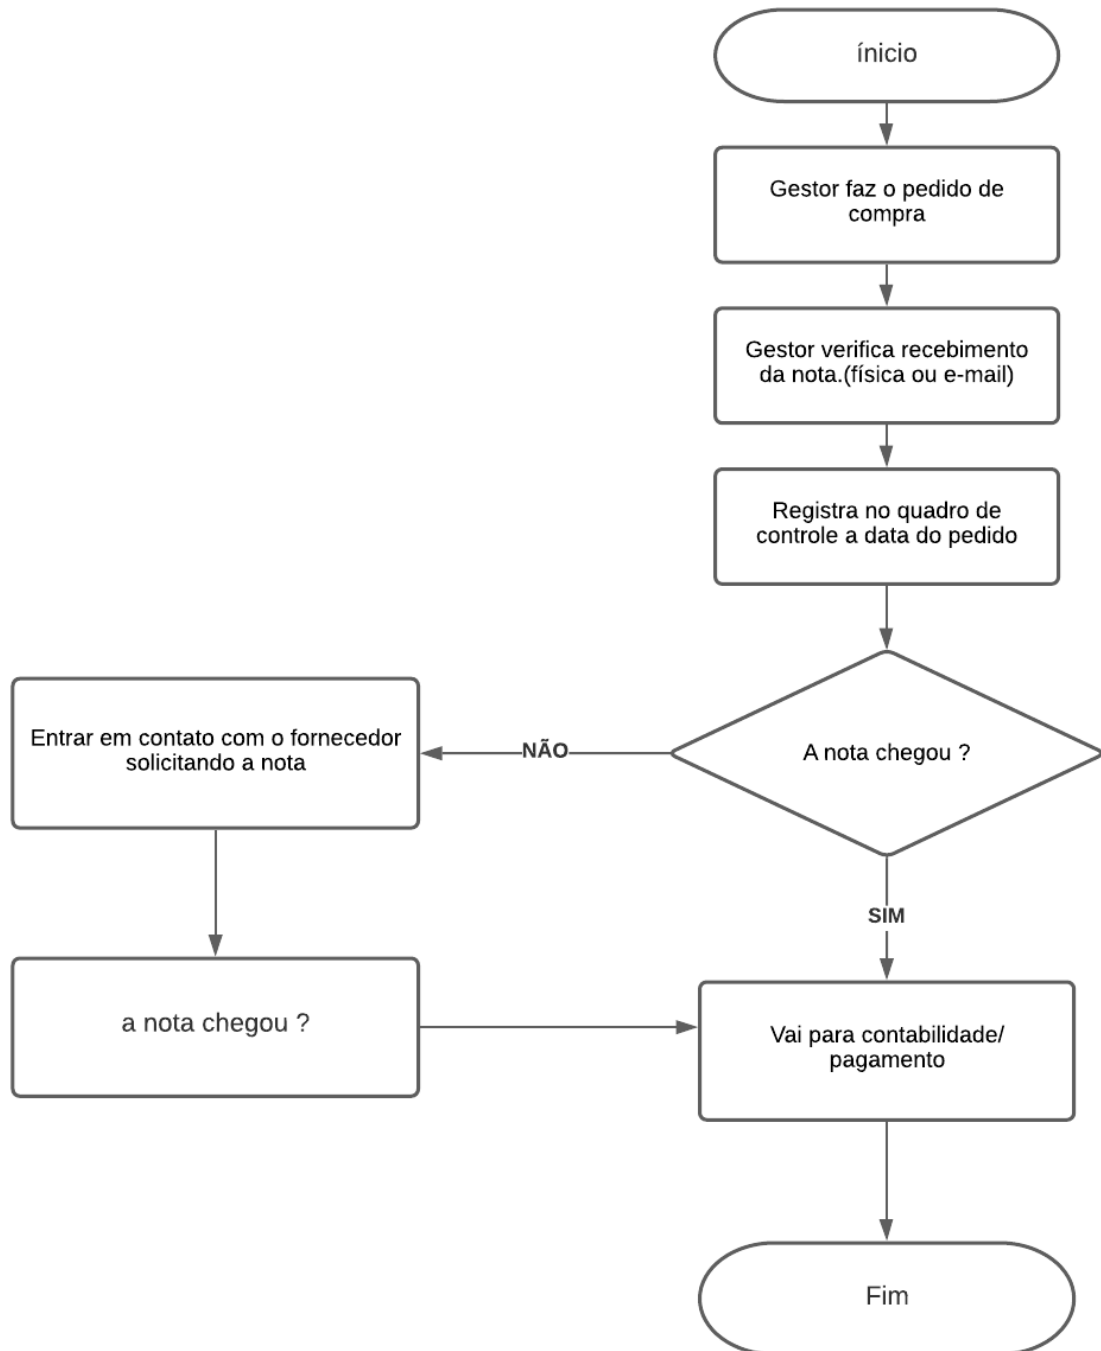 ínicio
Gestor faz o pedido de
compra
Gestor verifica recebimento
da nota.(física ou e-mail)
Registra no quadro de
controle a data do pedido
A nota chegou ?
NÃO
Entrar em contato com o fornecedor
solicitando a nota
SIM
a nota chegou ?
Vai para contabilidade/
pagamento
Fim